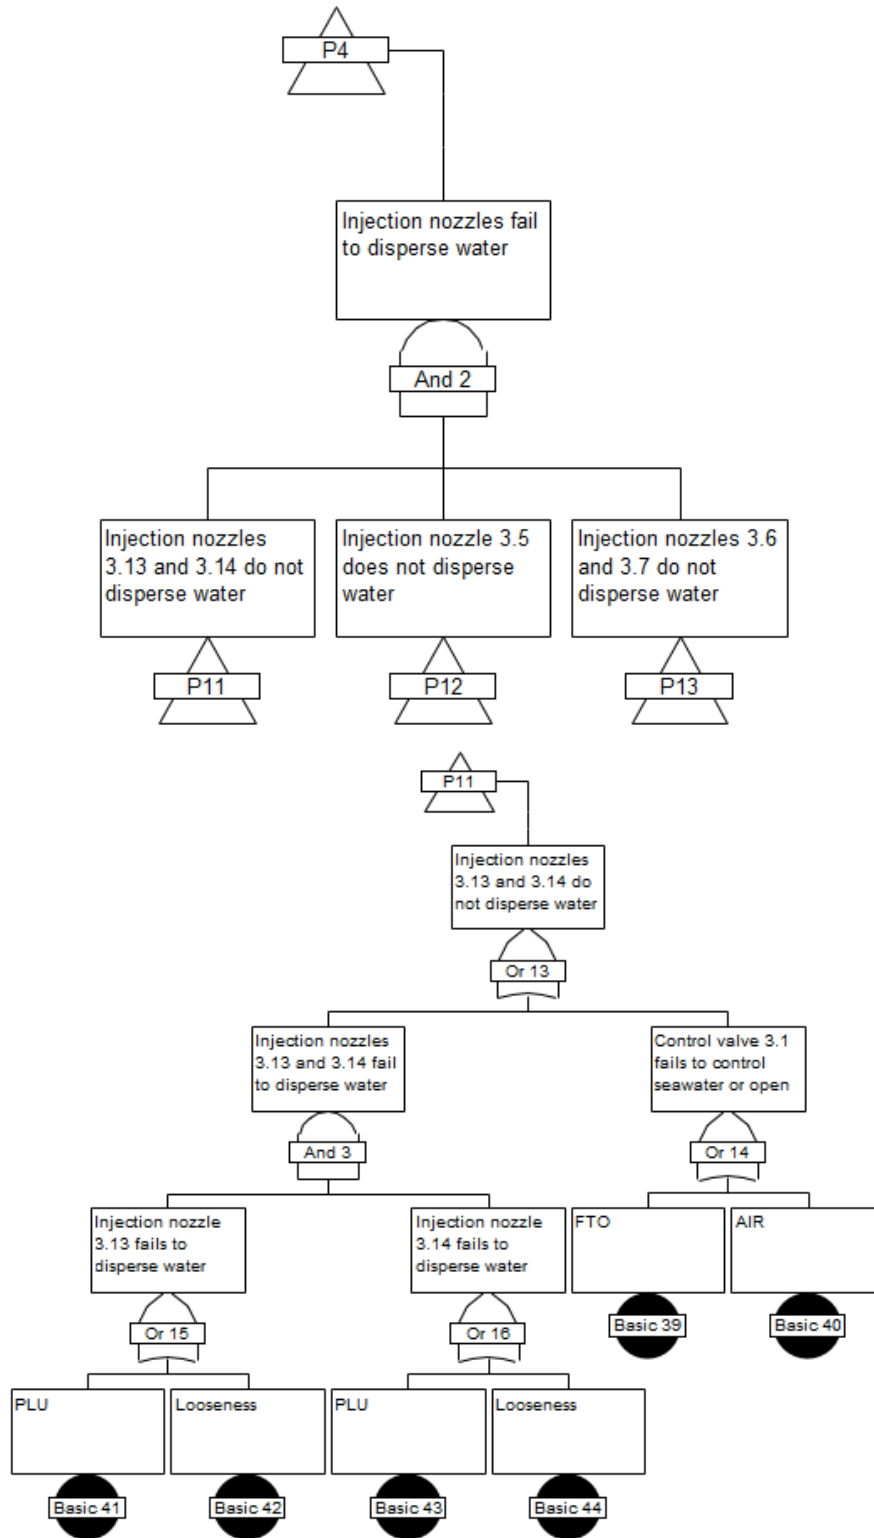 P4
Injection nozzles fail
to disperse water
And 2
Injection nozzles
3.13 and 3.14 do not
disperse water
Injection nozzle 3.5
does not disperse
water
Injection nozzles 3.6
and 3.7 do not
disperse water
P11
P12
P13
P11
Injection nozzles
3.13 and 3.14 do
not disperse water
Or 13
Injection nozzles
3.13 and 3.14 fail
to disperse water
Control valve 3.1
fails to control
seawater or open
And 3
Or 14
Injection nozzle
3.13 fails to
disperse water
Injection nozzle
3.14 fails to
disperse water
FTO
AIR
Or 15
Or 16
Basic 39
Basic 40
PLU
Looseness
PLU
Looseness
Basic 41
Basic 42
Basic 43
Basic 44